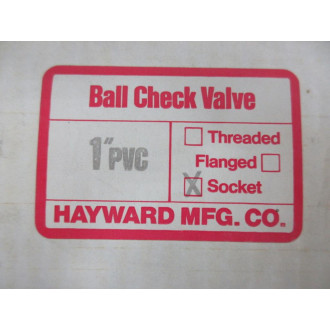 Ball Check Valve
1" PVC
Threaded
Flanged
X Socket
HAYWARD MFG. CO.